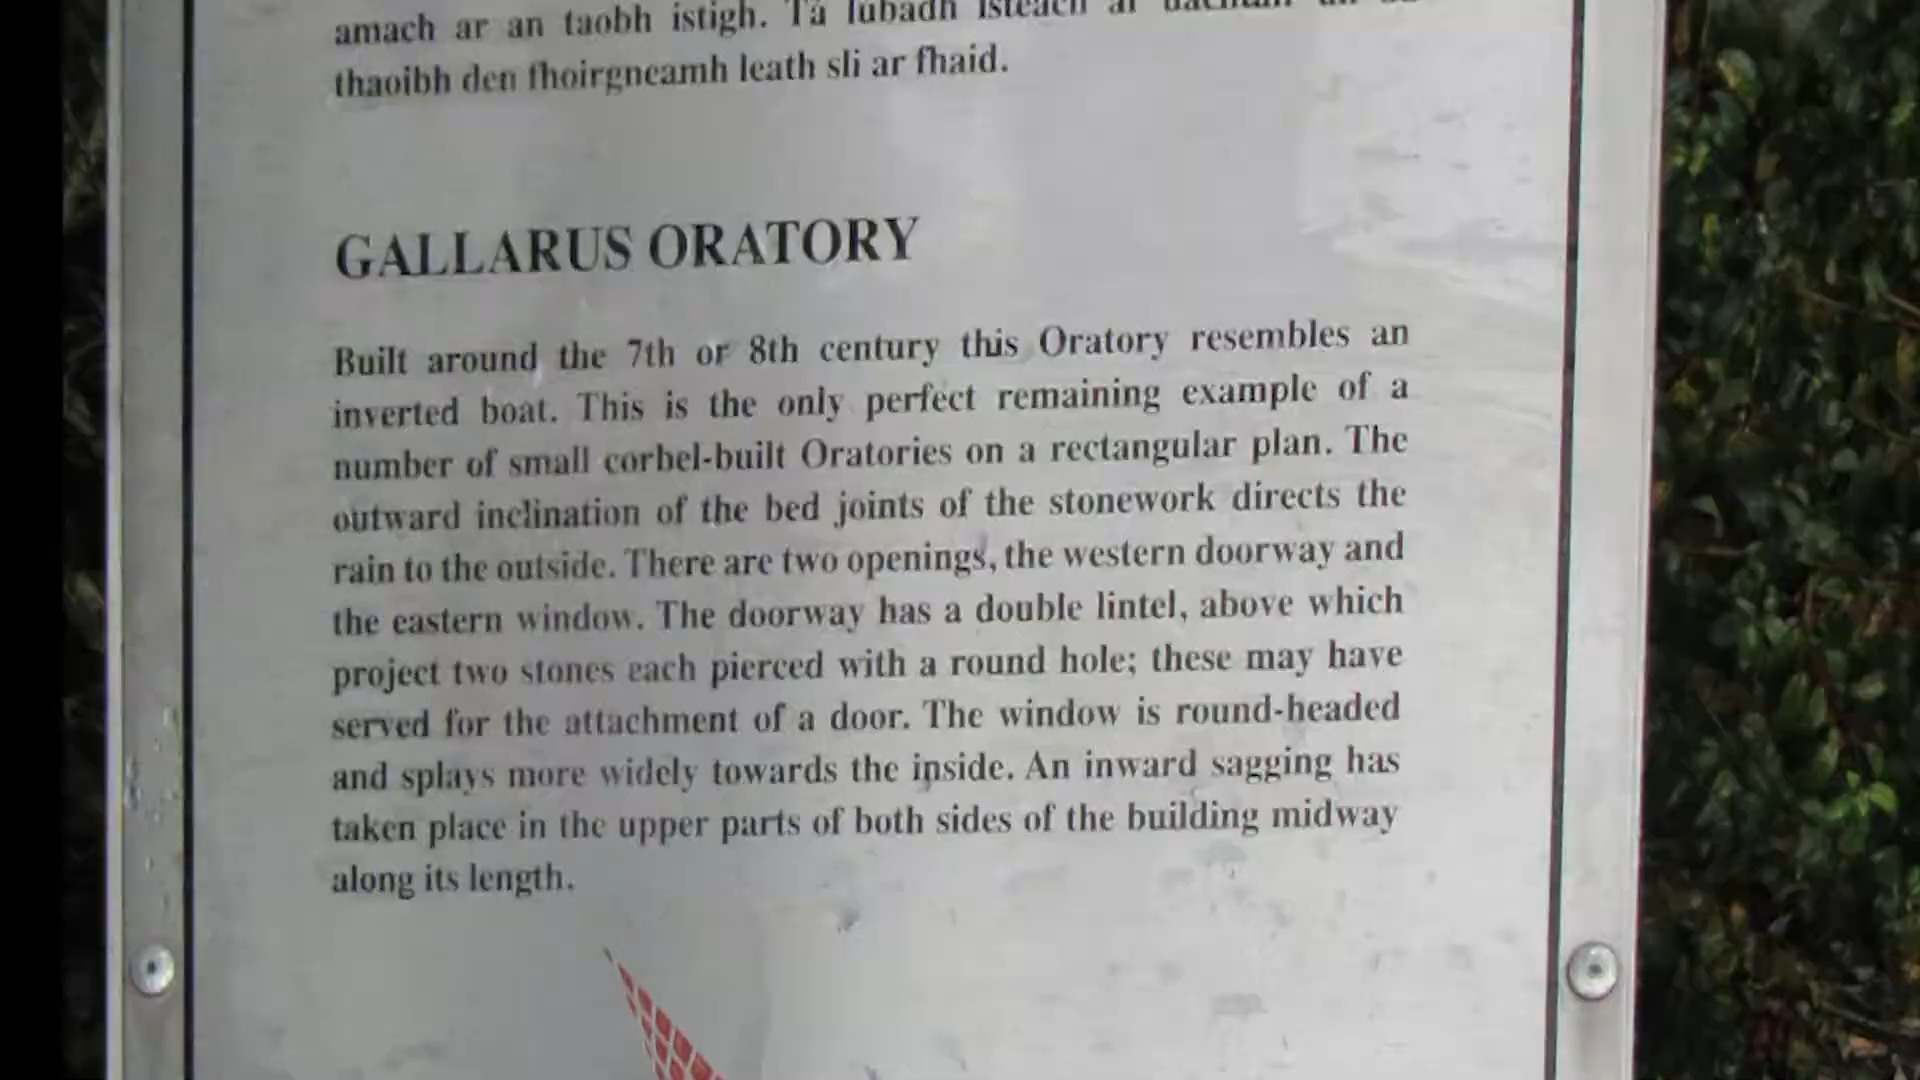 amach ar an taobh istigh. Tá lúbadh isteach ar
thaoibh den fhoirgneamh leath sli ar fhaid.
GALLARUS ORATORY
Built around the 7th or 8th century this Oratory resembles an
inverted boat. This is the only perfect remaining example of a
number of small corbel-built Oratories on a rectangular plan. The
outward inclination of the bed joints of the stonework directs the
rain to the outside. There are two openings, the western doorway and
the eastern window. The doorway has a double lintel, above which
project two stones each pierced with a round hole; these may have
served for the attachment of a door. The window is round-headed
and splays more widely towards the inside. An inward sagging has
taken place in the upper parts of both sides of the building midway
along its length.